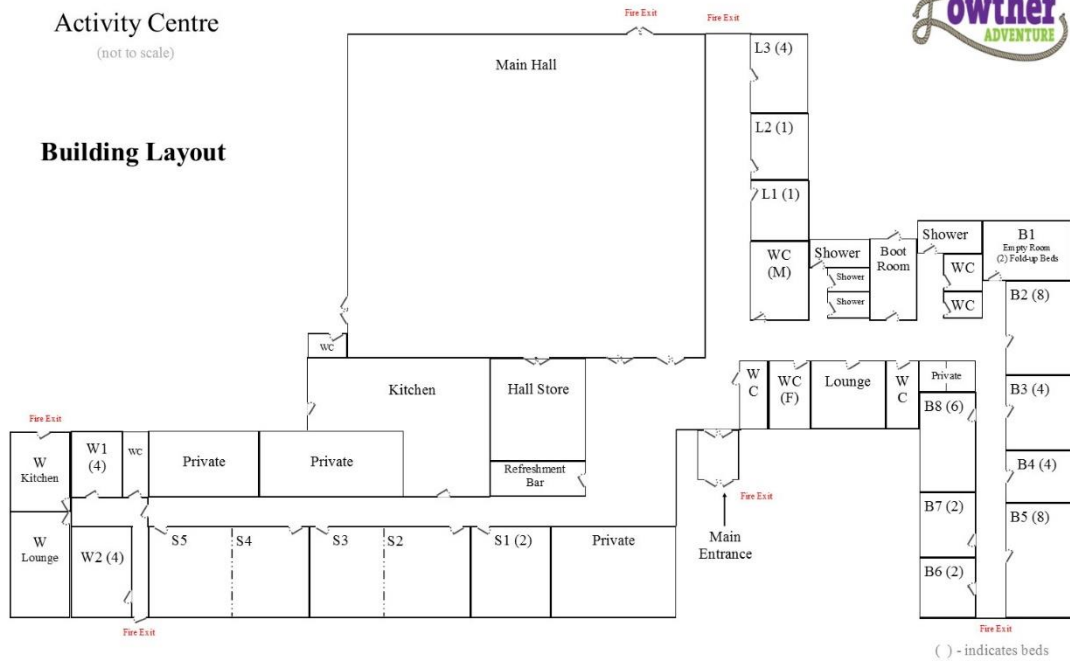 Activity Centre
(not to scale)
Building Layout
Lowther
ADVENTURE
Fire Exit
Fire Exit
Main Hall
L3 (4)
L2 (1)
L1 (1)
WC
(M)
Shower
Shower
Shower
Boot
Room
Shower
WC
WC
B1
Empty Room
(2) Fold-up Beds
B2 (8)
B3 (4)
B4 (4)
B5 (8)
WC
Kitchen
Hall Store
Refreshment
Bar
W
C
WC
(F)
Lounge
W
C
Private
B8 (6)
B7 (2)
B6 (2)
Fire Exit
W
Kitchen
W1
(4)
WC
Private
Private
W
Lounge
W2 (4)
S5
S4
S3
S2
S1 (2)
Private
Fire Exit
Main
Entrance
Fire Exit
Fire Exit
( ) - indicates beds